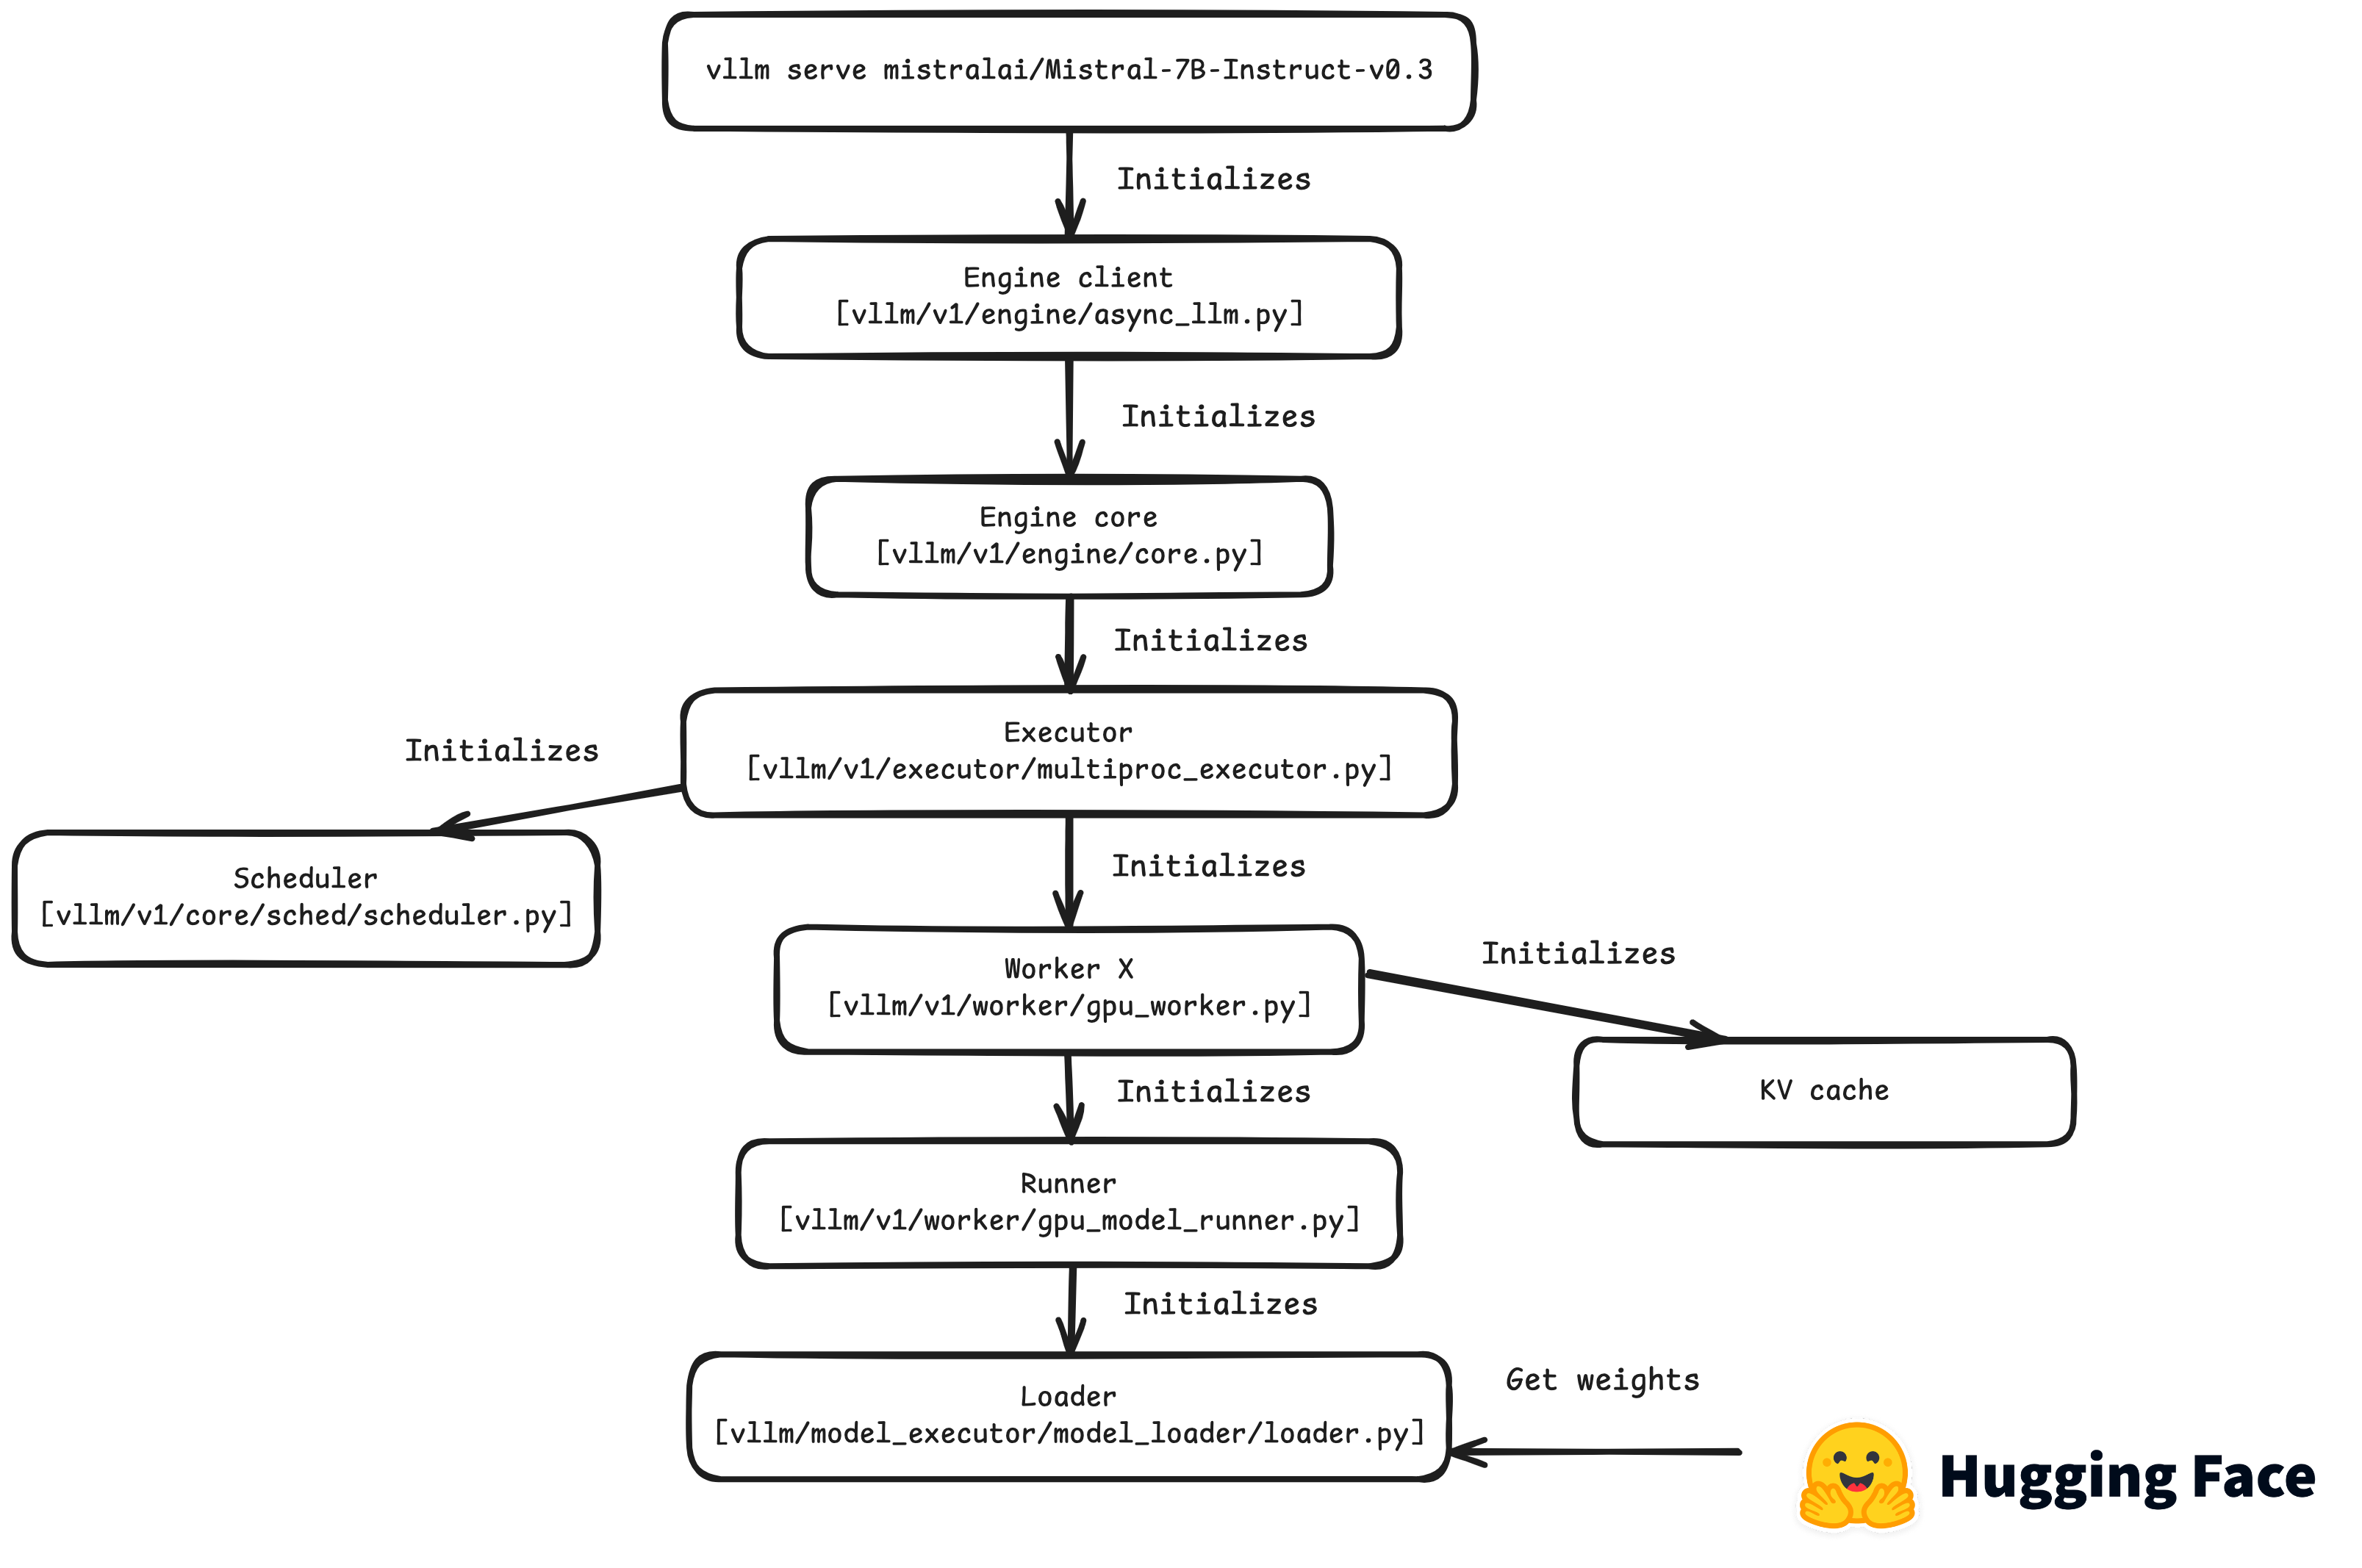 vllm serve mistralai/Mistral-7B-Instruct-v0.3
Initializes
Engine client
[vllm/v1/engine/async_llm.py]
Initializes
Engine core
[vllm/v1/engine/core.py]
Initializes
Executor
[vllm/v1/executor/multiproc_executor.py]
Initializes
Scheduler
[vllm/v1/core/sched/scheduler.py]
Initializes
Worker X
[vllm/v1/worker/gpu_worker.py]
Initializes
KV cache
Initializes
Runner
[vllm/v1/worker/gpu_model_runner.py]
Initializes
Loader
[vllm/model_executor/model_loader/loader.py]
Get weights
Hugging Face